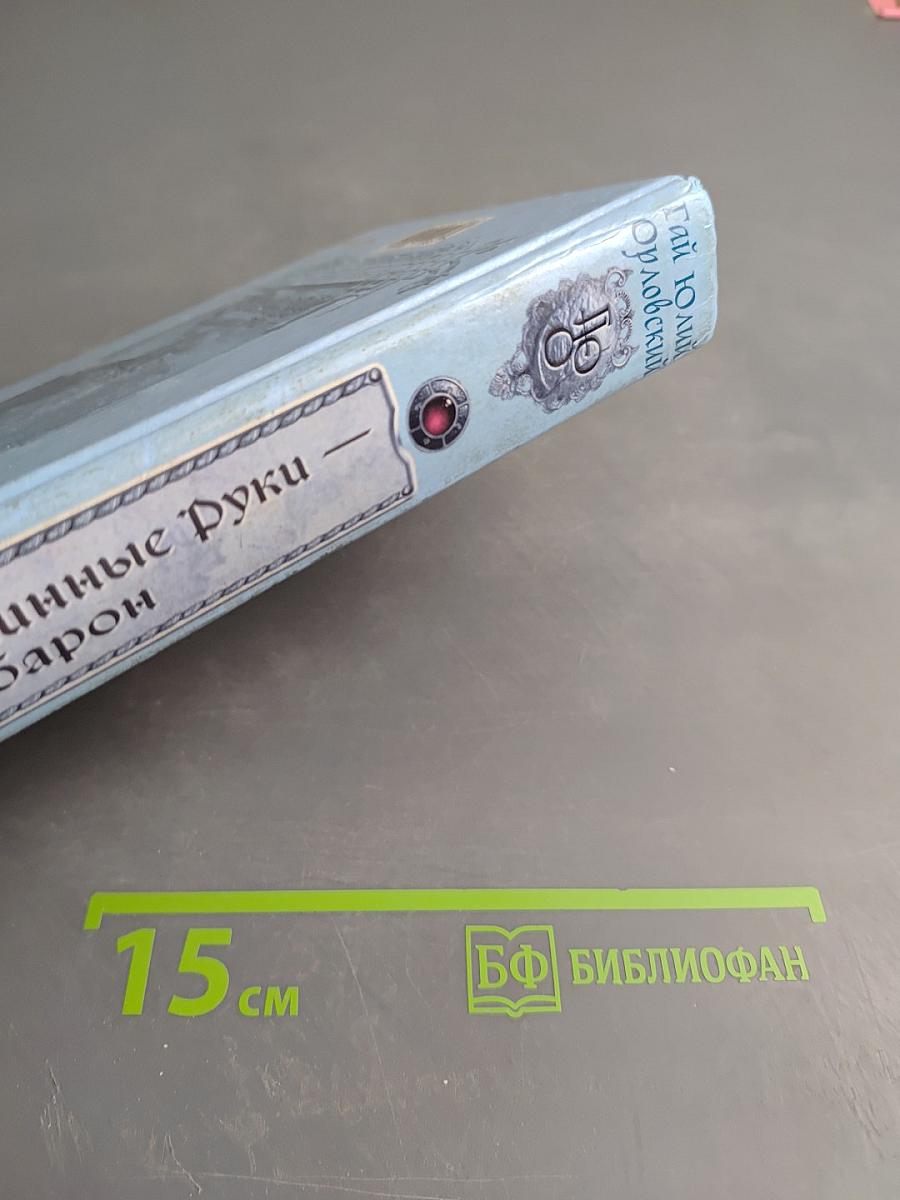 Гай Юлий
Орловский
инные Руки —
барон
15 см
БФ БИБЛИОФАН